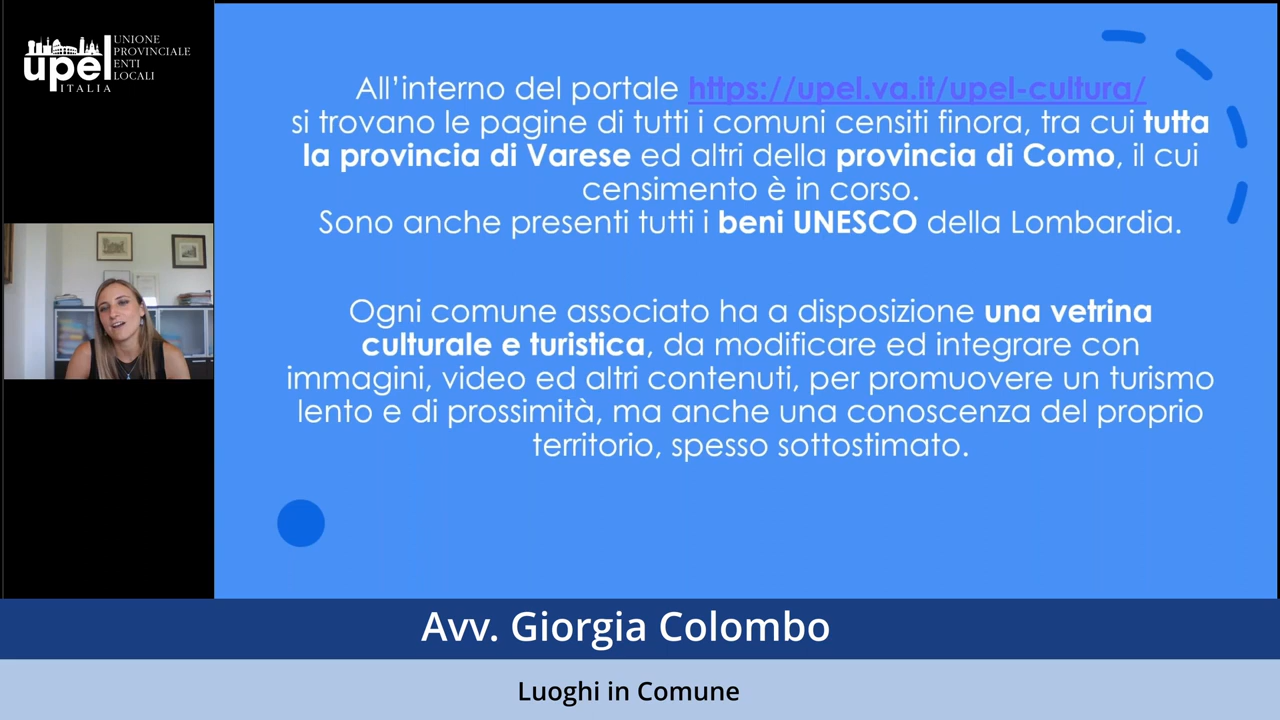 upel
UNIONE
PROVINCIALE
ENTI
LOCALI
ITALIA
All'interno del portale https://upel.va.it/upel-cultura/
si trovano le pagine di tutti i comuni censiti finora, tra cui tutta
la provincia di Varese ed altri della provincia di Como, il cui
censimento è in corso.
Sono anche presenti tutti i beni UNESCO della Lombardia.
Ogni comune associato ha a disposizione una vetrina
culturale e turistica, da modificare ed integrare con
immagini, video ed altri contenuti, per promuovere un turismo
lento e di prossimità, ma anche una conoscenza del proprio
territorio, spesso sottostimato.
Avv. Giorgia Colombo
Luoghi in Comune